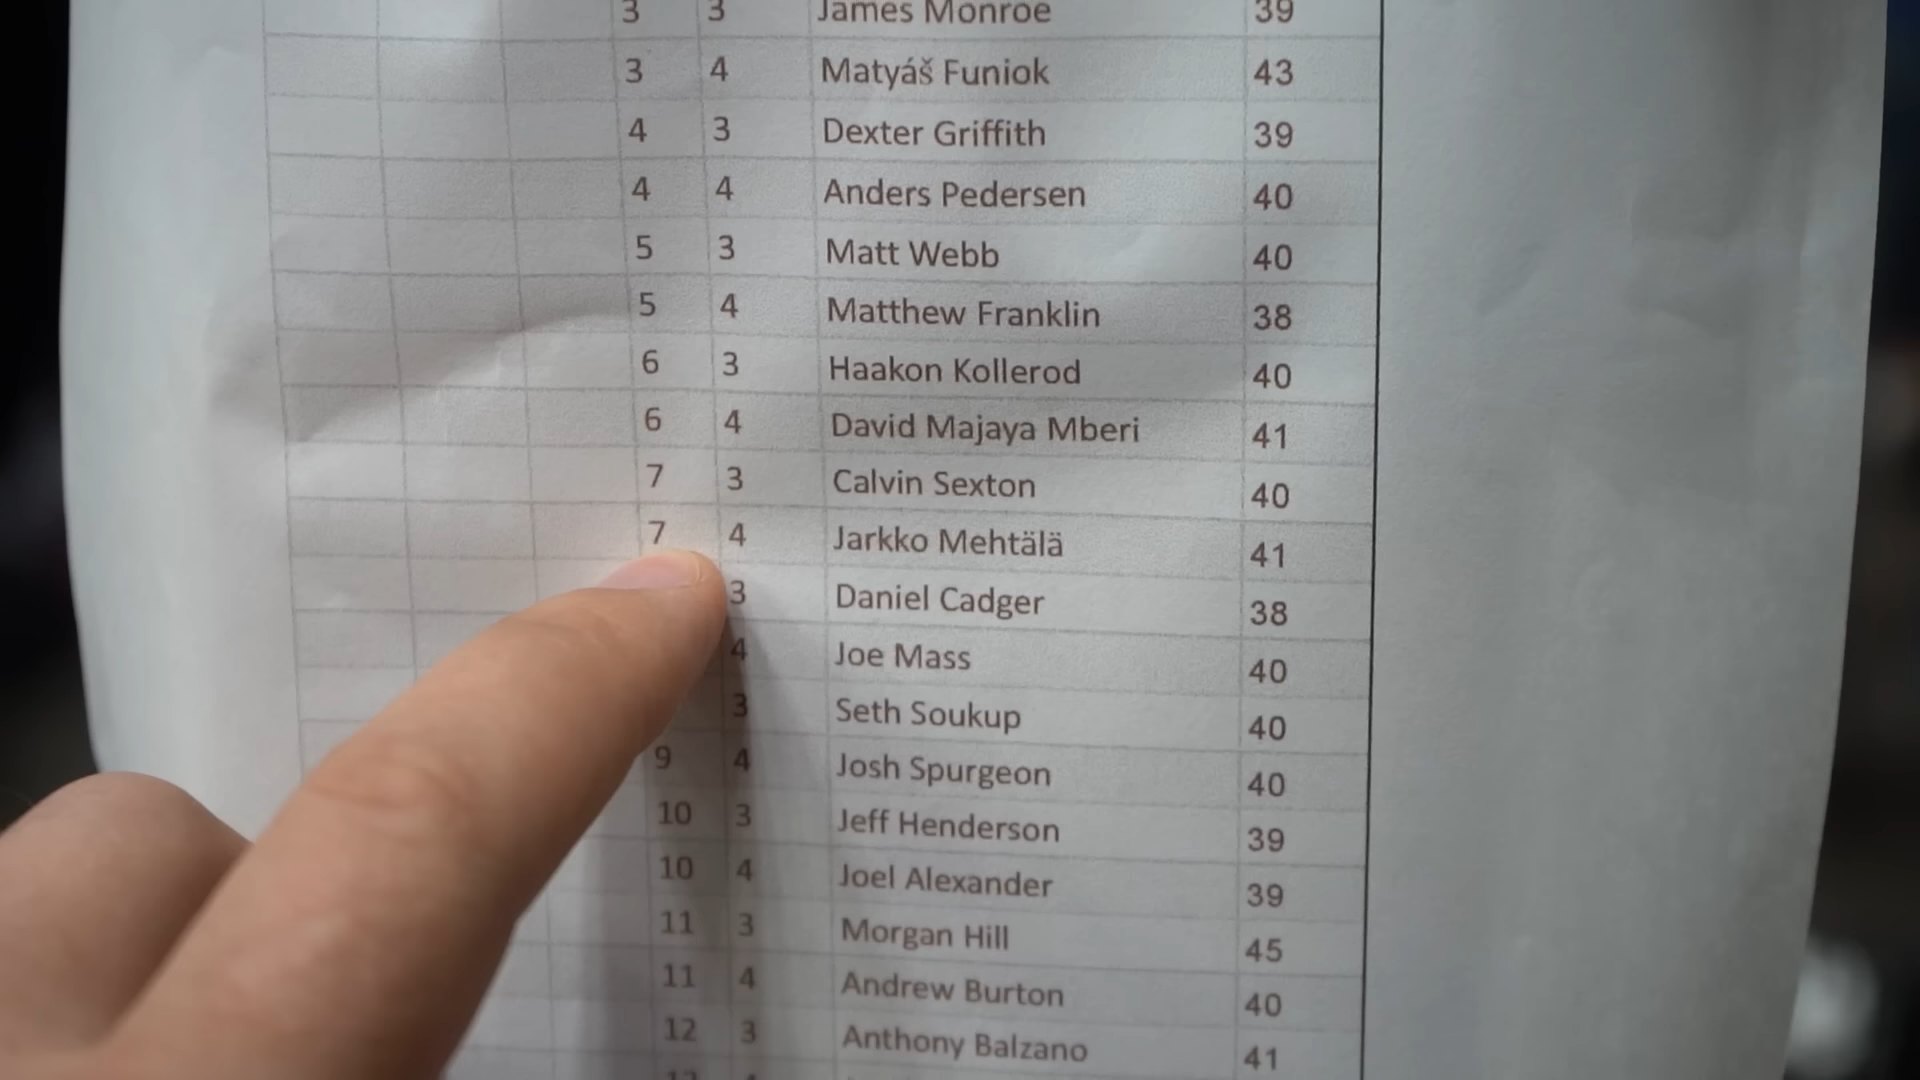 3 3 James Monroe 39
3 4 Matyáš Funiok 43
4 3 Dexter Griffith 39
4 4 Anders Pedersen 40
5 3 Matt Webb 40
5 4 Matthew Franklin 38
6 3 Haakon Kollerod 40
6 4 David Majaya Mberi 41
7 3 Calvin Sexton 40
7 4 Jarkko Mehtälä 41
3 Daniel Cadger 38
4 Joe Mass 40
3 Seth Soukup 40
9 4 Josh Spurgeon 40
10 3 Jeff Henderson 39
10 4 Joel Alexander 39
11 3 Morgan Hill 45
11 4 Andrew Burton 40
12 3 Anthony Balzano 41